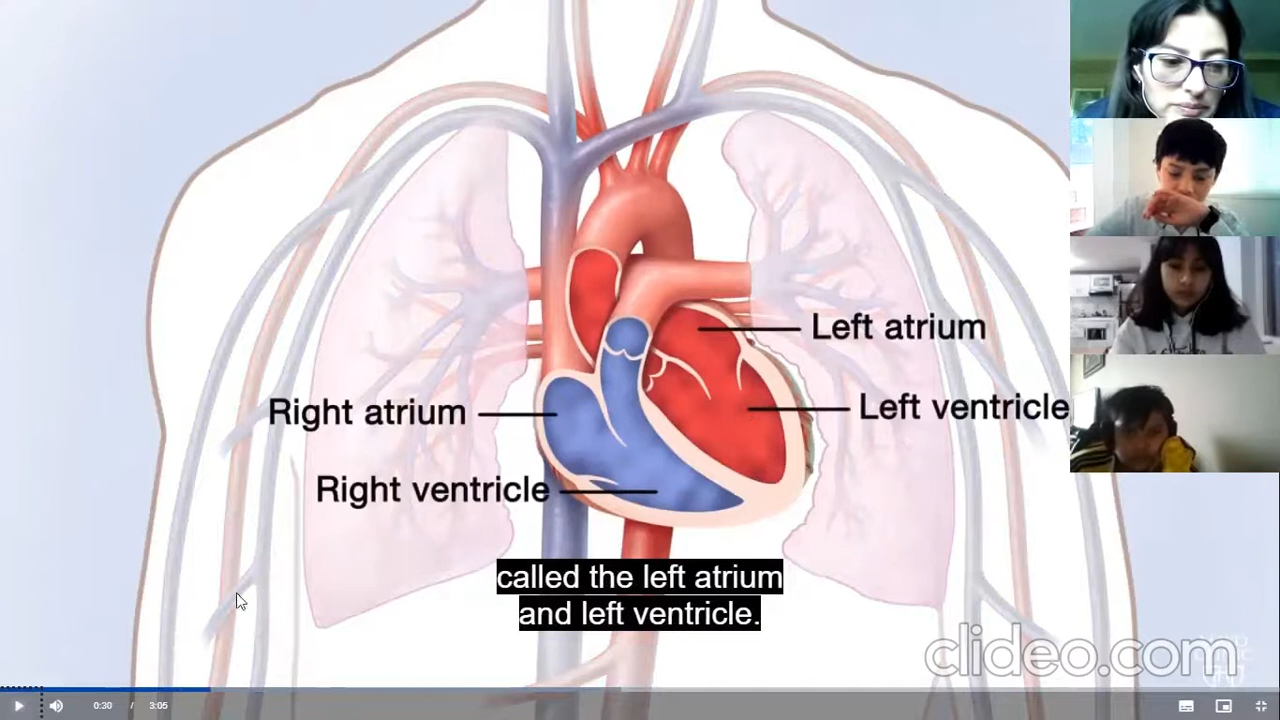 Left atrium
Right atrium
Left ventricle
Right ventricle
called the left atrium
and left ventricle.
clideo.com
0:30 / 3:05